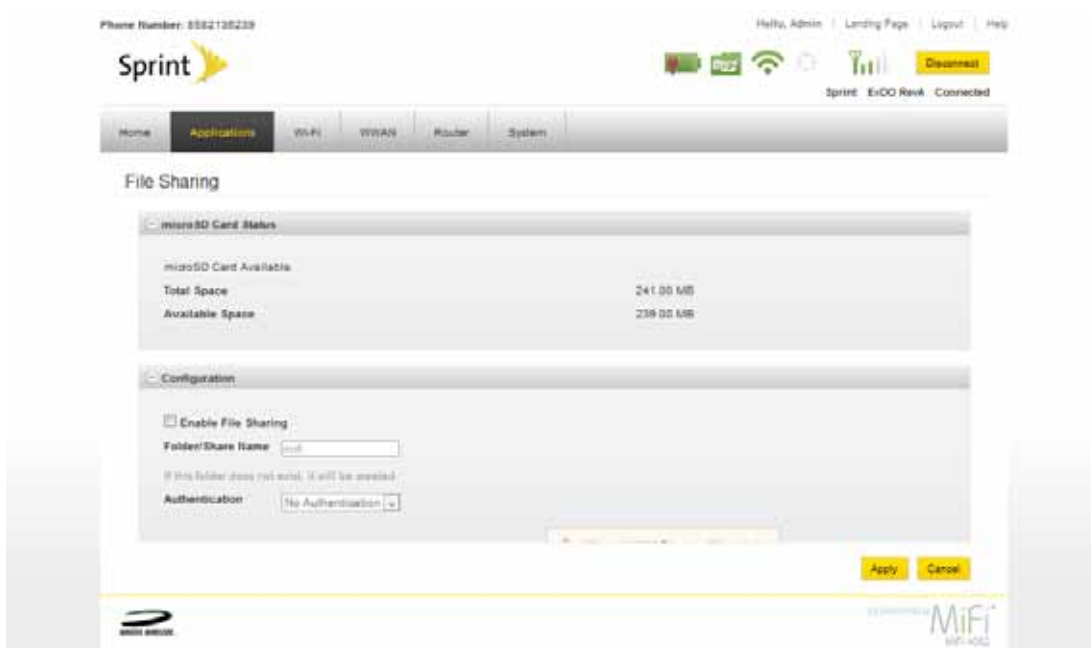 Phone Number: 5582135239
Hello, Admin | Landing Page | Logout | Help
Sprint
Disconnect
Sprint EvDO RevA Connected
Home Applications Wi-Fi WWAN Router System
File Sharing
microSD Card Status
microSD Card Available
Total Space 241.00 MB
Available Space 239.00 MB
Configuration
Enable File Sharing
Folder/Share Name
If this folder does not exist, it will be created
Authentication No Authentication
Apply Cancel
MiFi